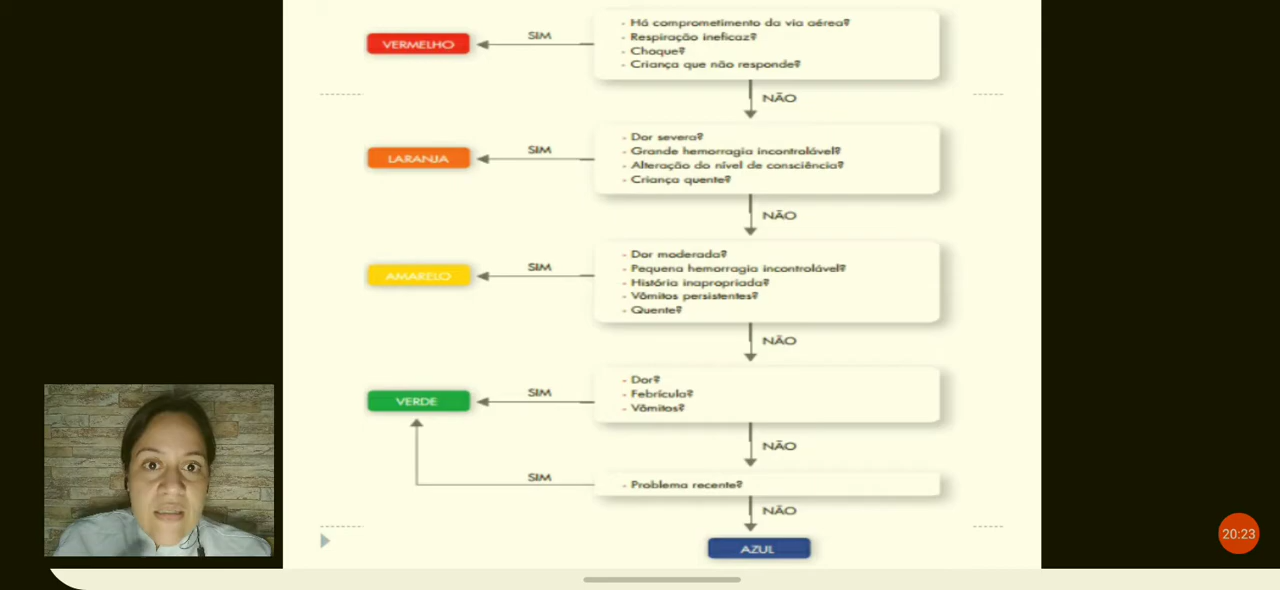 - Há comprometimento da via aérea?
- Respiração ineficaz?
- Choque?
- Criança que não responde?
SIM
VERMELHO
NÃO
- Dor severa?
- Grande hemorragia incontrolável?
- Alteração do nível de consciência?
- Criança quente?
SIM
LARANJA
NÃO
- Dor moderada?
- Pequena hemorragia incontrolável?
- História inapropriada?
- Vômitos persistentes?
- Quente?
SIM
AMARELO
NÃO
- Dor?
- Febrícula?
- Vômitos?
SIM
VERDE
NÃO
- Problema recente?
SIM
NÃO
AZUL
20:23